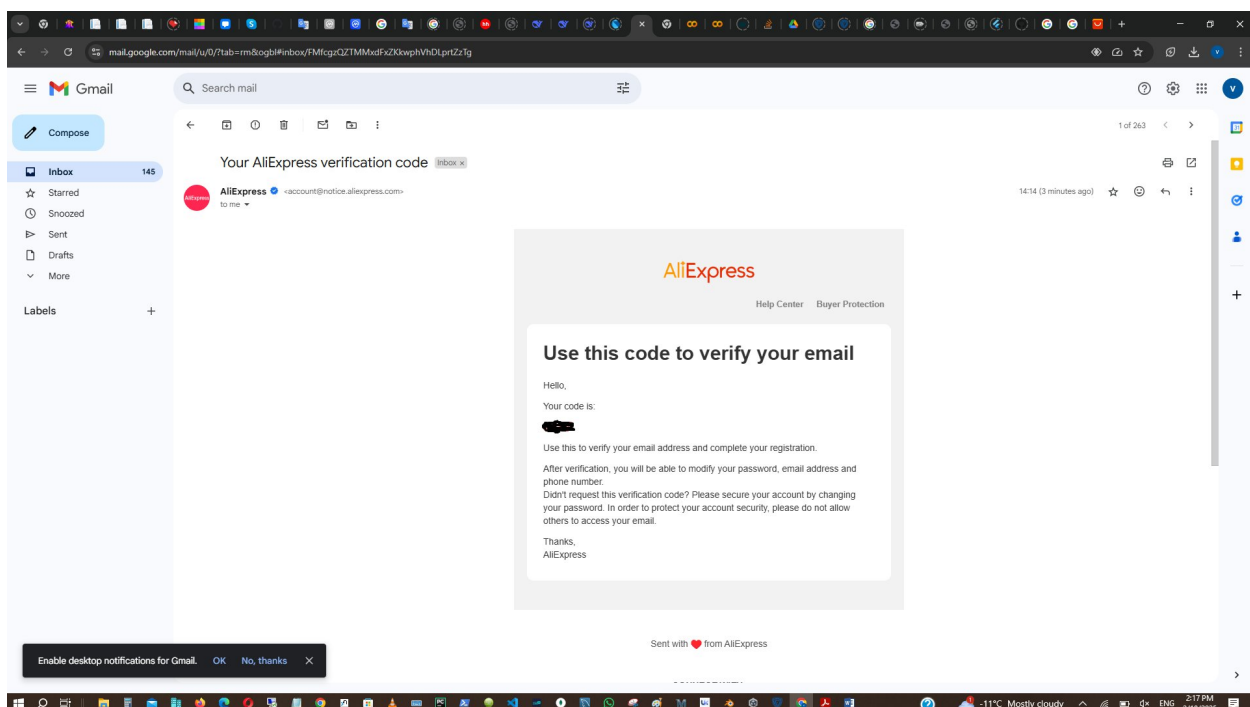 mail.google.com/mail/u/0/?tab=rm&ogbl#inbox/FMfcgzQZTMMxdFxZKkwphVhDLprtZzTg
Gmail
Search mail
Compose
1 of 263
Your AliExpress verification code Inbox x
Inbox 145
AliExpress <account@notice.aliexpress.com>
14:14 (3 minutes ago)
to me
Starred
Snoozed
Sent
Drafts
More
Labels
AliExpress
Help Center Buyer Protection
Use this code to verify your email
Hello,
Your code is:
Use this to verify your email address and complete your registration.
After verification, you will be able to modify your password, email address and
phone number.
Didn't request this verification code? Please secure your account by changing
your password. In order to protect your account security, please do not allow
others to access your email.
Thanks,
AliExpress
Sent with ❤ from AliExpress
Enable desktop notifications for Gmail. OK No, thanks
-11°C Mostly cloudy
ENG
2:17 PM